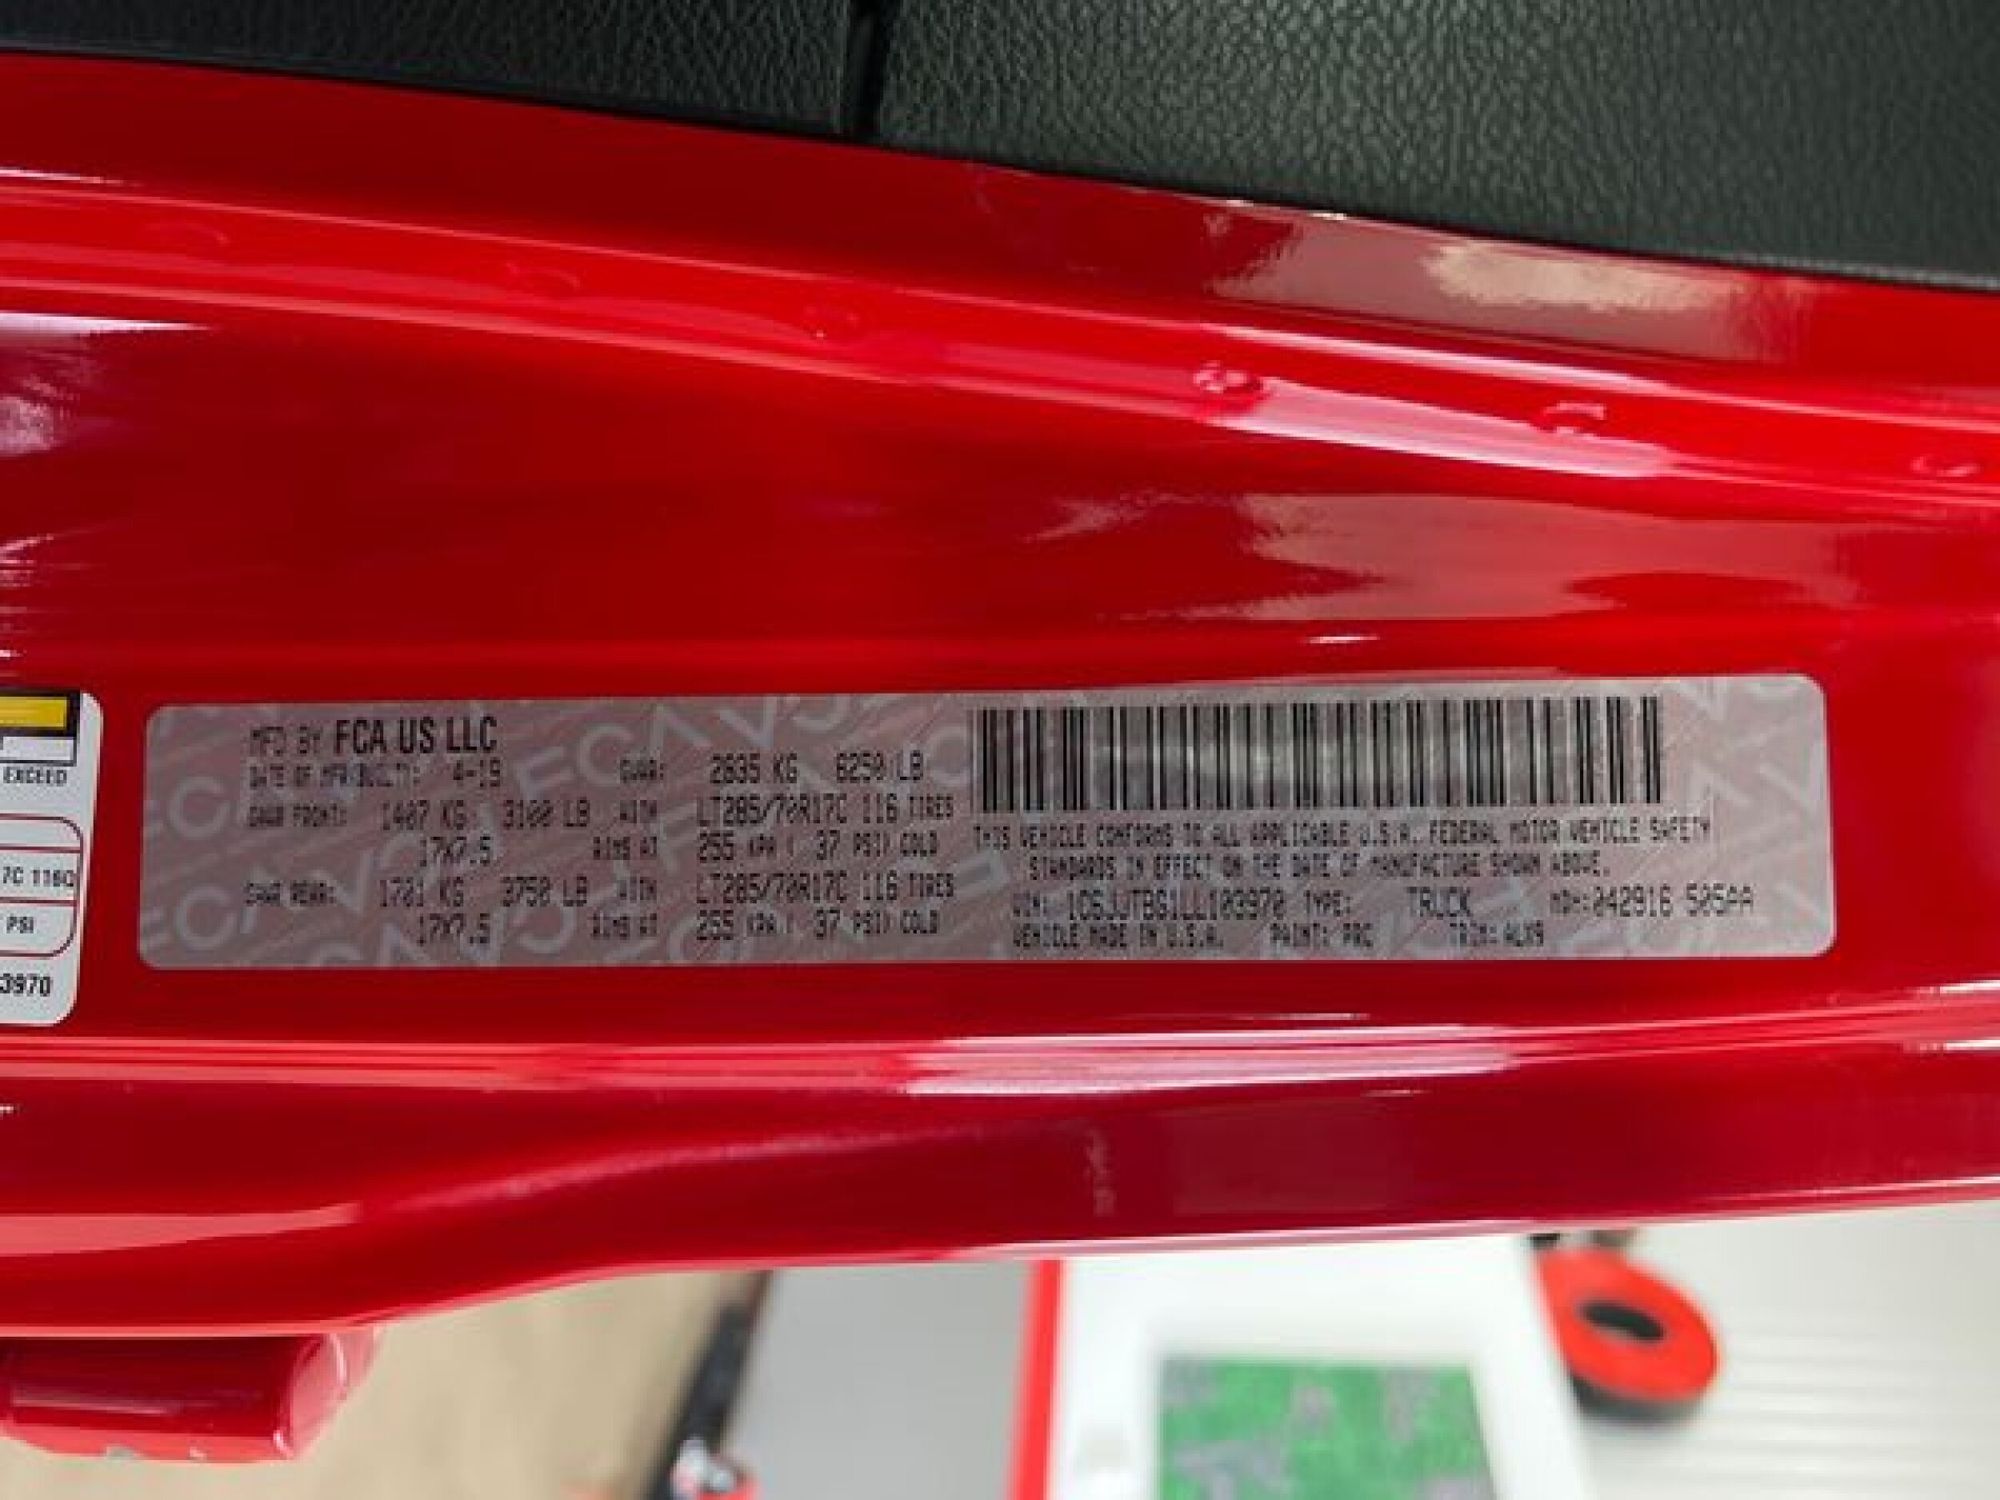 EXCEED
7C 116Q
PSI
3970
MFD BY FCA US LLC
DATE OF MFR/BUILT: 4-19 GVWR: 2835 KG 6250 LB
GAWR FRONT: 1407 KG 3100 LB WITH LT285/70R17C 116 TIRES
17X7.5 RIMS AT 255 KPA ( 37 PSI) COLD
GAWR REAR: 1701 KG 3750 LB WITH LT285/70R17C 116 TIRES
17X7.5 RIMS AT 255 KPA ( 37 PSI) COLD
THIS VEHICLE CONFORMS TO ALL APPLICABLE U.S.A. FEDERAL MOTOR VEHICLE SAFETY
STANDARDS IN EFFECT ON THE DATE OF MANUFACTURE SHOWN ABOVE.
VIN: 1C6JJTBG1LL103970 TYPE: TRUCK MDH:042916 505AA
VEHICLE MADE IN U.S.A. PAINT: PRC TRIM: ALX9